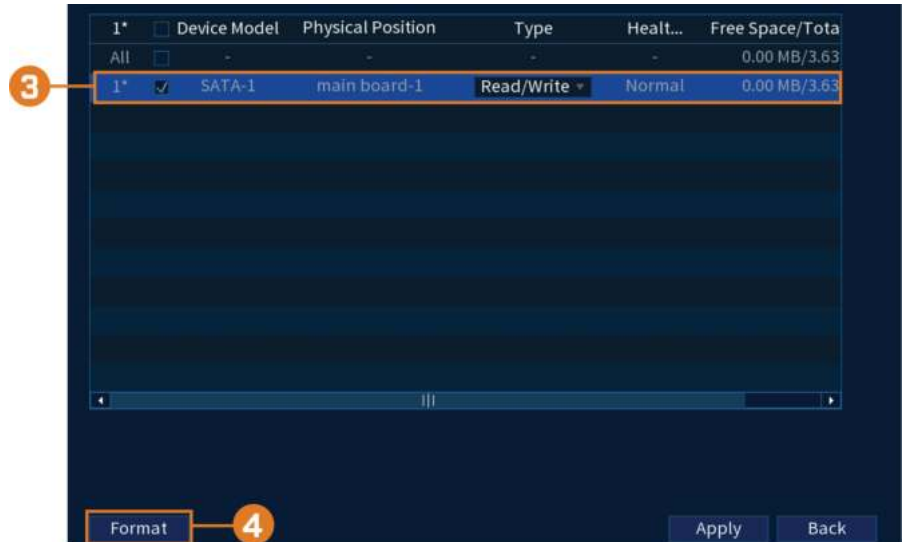 1* Device Model Physical Position Type Healt... Free Space/Tota
All - - - - 0.00 MB/3.63
3 1* SATA-1 main board-1 Read/Write Normal 0.00 MB/3.63
Format 4 Apply Back